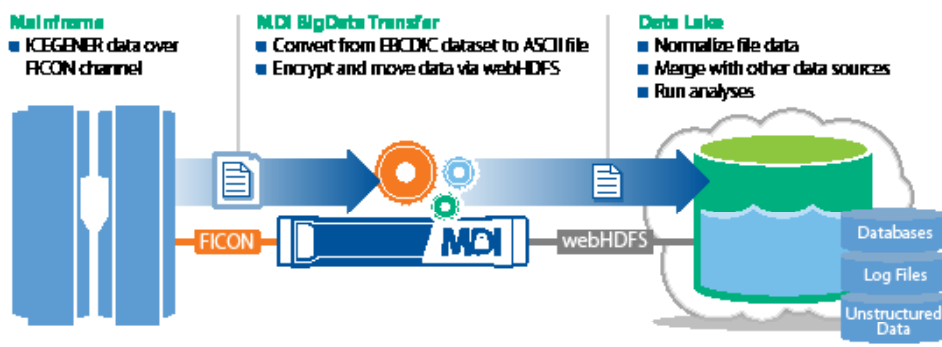 Mainframe
ICEGENER data over
FICON channel
MDI BigData Transfer
Convert from EBCDIC dataset to ASCII file
Encrypt and move data via webHDFS
Data Lake
Normalize file data
Merge with other data sources
Run analyses
FICON
MDI
webHDFS
Databases
Log Files
Unstructured
Data